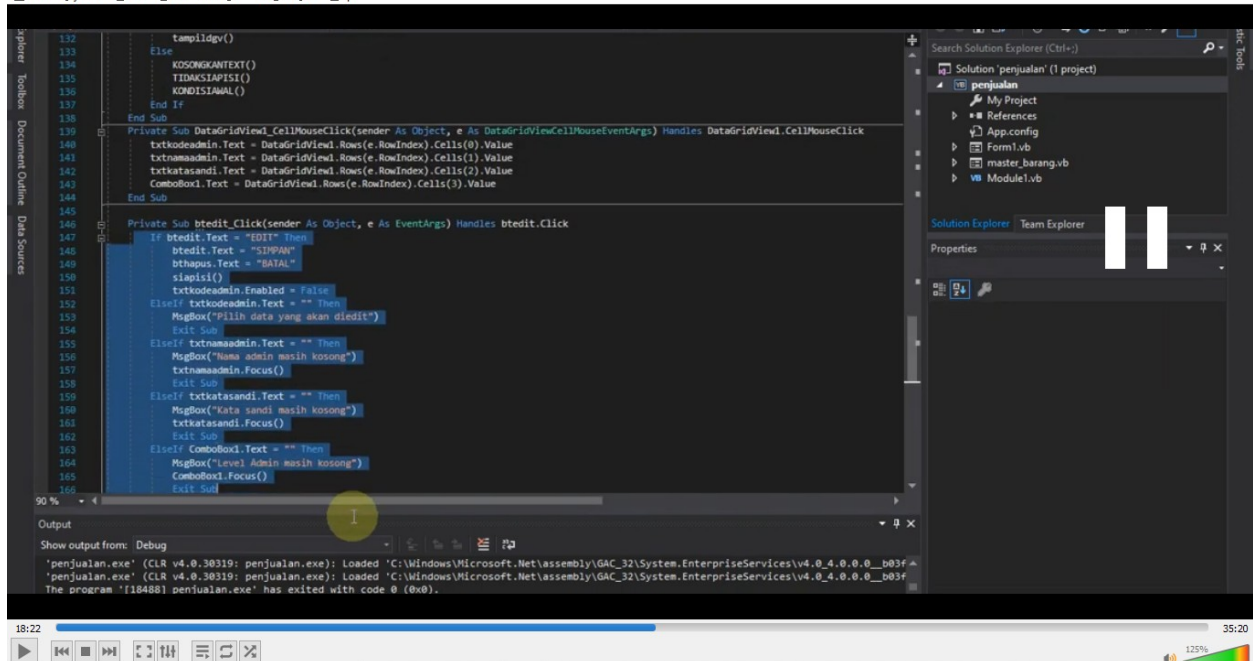 132 tampildgv()
133 Else
134 KOSONGKANTEXT()
135 TIDAKSIAPISI()
136 KONDISIAWAL()
137 End If
138 End Sub
139 Private Sub DataGridView1_CellMouseClick(sender As Object, e As DataGridViewCellMouseEventArgs) Handles DataGridView1.CellMouseClick
140 txtkodeadmin.Text = DataGridView1.Rows(e.RowIndex).Cells(0).Value
141 txtnamaadmin.Text = DataGridView1.Rows(e.RowIndex).Cells(1).Value
142 txtkatasandi.Text = DataGridView1.Rows(e.RowIndex).Cells(2).Value
143 ComboBox1.Text = DataGridView1.Rows(e.RowIndex).Cells(3).Value
144 End Sub
145
146 Private Sub btedit_Click(sender As Object, e As EventArgs) Handles btedit.Click
147 If btedit.Text = "EDIT" Then
148 btedit.Text = "SIMPAN"
149 bthapus.Text = "BATAL"
150 siapisi()
151 txtkodeadmin.Enabled = False
152 ElseIf txtkodeadmin.Text = "" Then
153 MsgBox("Pilih data yang akan diedit")
154 Exit Sub
155 ElseIf txtnamaadmin.Text = "" Then
156 MsgBox("Nama admin masih kosong")
157 txtnamaadmin.Focus()
158 Exit Sub
159 ElseIf txtkatasandi.Text = "" Then
160 MsgBox("Kata sandi masih kosong")
161 txtkatasandi.Focus()
162 Exit Sub
163 ElseIf ComboBox1.Text = "" Then
164 MsgBox("Level Admin masih kosong")
165 ComboBox1.Focus()
166 Exit Sub
90 %
Output
Show output from: Debug
'penjualan.exe' (CLR v4.0.30319: penjualan.exe): Loaded 'C:\Windows\Microsoft.Net\assembly\GAC_32\System.EnterpriseServices\v4.0_4.0.0.0__b03f
'penjualan.exe' (CLR v4.0.30319: penjualan.exe): Loaded 'C:\Windows\Microsoft.Net\assembly\GAC_32\System.EnterpriseServices\v4.0_4.0.0.0__b03f
The program '[18488] penjualan.exe' has exited with code 0 (0x0).
Toolbox
Document Outline
Data Sources
Search Solution Explorer (Ctrl+;)
Solution 'penjualan' (1 project)
penjualan
My Project
References
App.config
Form1.vb
master_barang.vb
Module1.vb
Solution Explorer Team Explorer
Properties
Tools
18:22
35:20
125%